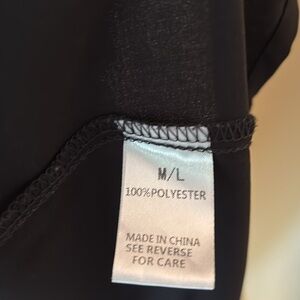 M/L
100%POLYESTER
MADE IN CHINA
SEE REVERSE
FOR CARE